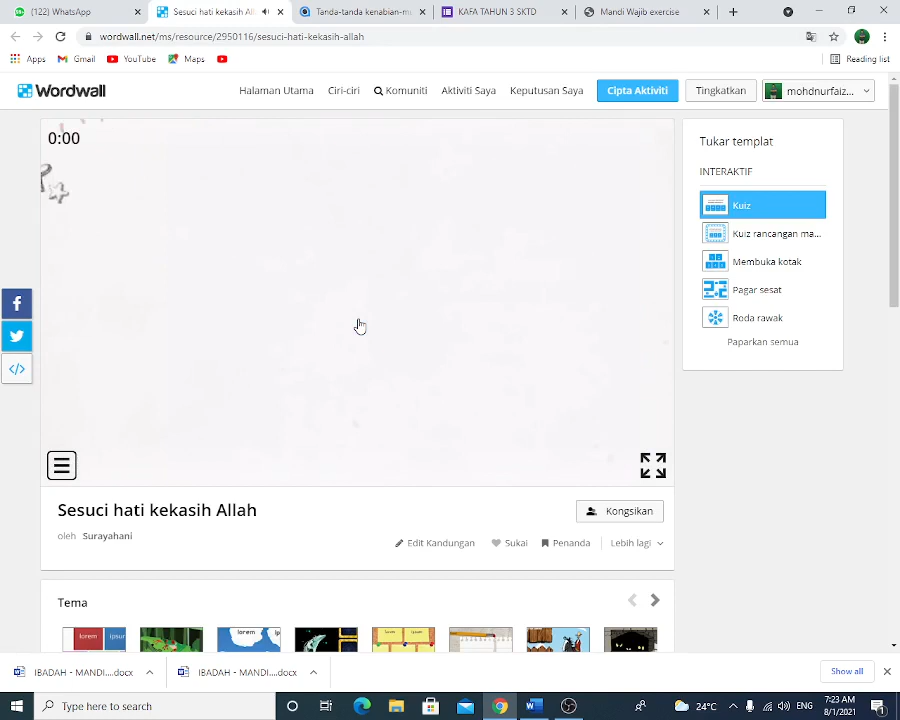 (122) WhatsApp
Sesuci hati kekasih All
Tanda-tanda kenabian-mu
KAFA TAHUN 3 SKTD
Mandi Wajib exercise
wordwall.net/ms/resource/2950116/sesuci-hati-kekasih-allah
Apps
Gmail
YouTube
Maps
Reading list
Wordwall
Halaman Utama
Ciri-ciri
Komuniti
Aktiviti Saya
Keputusan Saya
Cipta Aktiviti
Tingkatkan
mohdnurfaiz...
0:00
Tukar templat
INTERAKTIF
Kuiz
Kuiz rancangan ma...
Membuka kotak
Pagar sesat
Roda rawak
Paparkan semua
Sesuci hati kekasih Allah
Kongsikan
oleh Surayahani
Edit Kandungan
Sukai
Penanda
Lebih lagi
Tema
lorem
ipsur
lorem
ip
lorem
ipsum
IBADAH - MANDI....docx
IBADAH - MANDI....docx
Show all
Type here to search
24°C
ENG
7:23 AM
8/1/2021
1